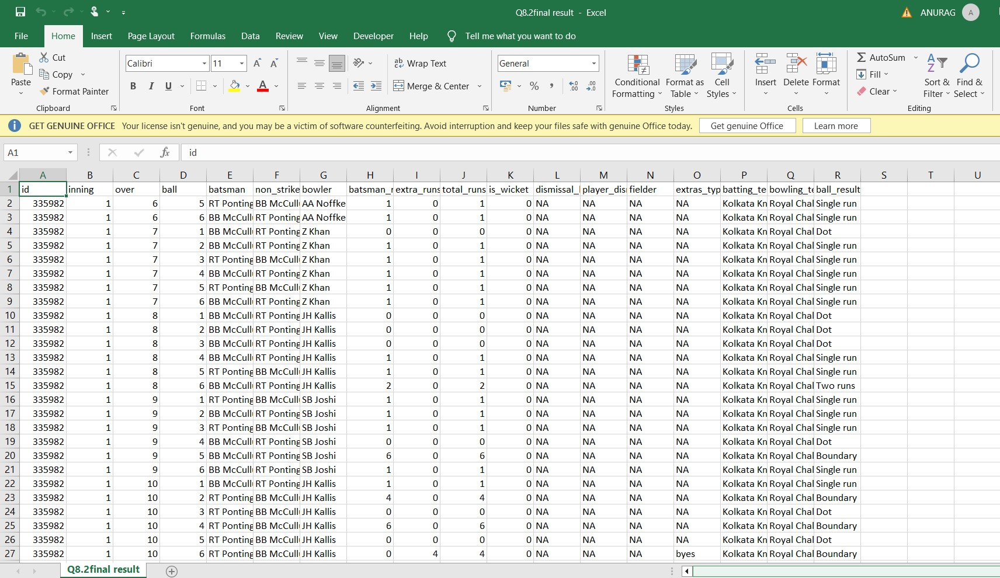 Q8.2final result - Excel
ANURAG A
File Home Insert Page Layout Formulas Data Review View Developer Help Tell me what you want to do
Paste
Cut
Copy
Format Painter
Clipboard
Calibri 11 A A
B I U A
Font
ab Wrap Text
Merge & Center
Alignment
General
% ,
Number
Conditional Formatting
Format as Table
Cell Styles
Styles
Insert Delete Format
Cells
AutoSum
Fill
Clear
Sort & Filter
Find & Select
Editing
GET GENUINE OFFICE Your license isn't genuine, and you may be a victim of software counterfeiting. Avoid interruption and keep your files safe with genuine Office today. Get genuine Office Learn more
A1 fx id
A B C D E F G H I J K L M N O P Q R S T U
1 id inning over ball batsman non_strike bowler batsman_r extra_runs total_runs is_wicket dismissal_ player_dis fielder extras_typ batting_te bowling_te ball_result
2 335982 1 6 5 RT Ponting BB McCull AA Noffke 1 0 1 0 NA NA NA NA Kolkata Kn Royal Chal Single run
3 335982 1 6 6 BB McCull RT Ponting AA Noffke 1 0 1 0 NA NA NA NA Kolkata Kn Royal Chal Single run
4 335982 1 7 1 BB McCull RT Ponting Z Khan 0 0 0 0 NA NA NA NA Kolkata Kn Royal Chal Dot
5 335982 1 7 2 BB McCull RT Ponting Z Khan 1 0 1 0 NA NA NA NA Kolkata Kn Royal Chal Single run
6 335982 1 7 3 RT Ponting BB McCull Z Khan 1 0 1 0 NA NA NA NA Kolkata Kn Royal Chal Single run
7 335982 1 7 4 BB McCull RT Ponting Z Khan 1 0 1 0 NA NA NA NA Kolkata Kn Royal Chal Single run
8 335982 1 7 5 RT Ponting BB McCull Z Khan 1 0 1 0 NA NA NA NA Kolkata Kn Royal Chal Single run
9 335982 1 7 6 BB McCull RT Ponting Z Khan 1 0 1 0 NA NA NA NA Kolkata Kn Royal Chal Single run
10 335982 1 8 1 BB McCull RT Ponting JH Kallis 0 0 0 0 NA NA NA NA Kolkata Kn Royal Chal Dot
11 335982 1 8 2 BB McCull RT Ponting JH Kallis 0 0 0 0 NA NA NA NA Kolkata Kn Royal Chal Dot
12 335982 1 8 3 BB McCull RT Ponting JH Kallis 0 0 0 0 NA NA NA NA Kolkata Kn Royal Chal Dot
13 335982 1 8 4 BB McCull RT Ponting JH Kallis 1 0 1 0 NA NA NA NA Kolkata Kn Royal Chal Single run
14 335982 1 8 5 RT Ponting BB McCull JH Kallis 1 0 1 0 NA NA NA NA Kolkata Kn Royal Chal Single run
15 335982 1 8 6 BB McCull RT Ponting JH Kallis 2 0 2 0 NA NA NA NA Kolkata Kn Royal Chal Two runs
16 335982 1 9 1 RT Ponting BB McCull SB Joshi 1 0 1 0 NA NA NA NA Kolkata Kn Royal Chal Single run
17 335982 1 9 2 BB McCull RT Ponting SB Joshi 1 0 1 0 NA NA NA NA Kolkata Kn Royal Chal Single run
18 335982 1 9 3 RT Ponting BB McCull SB Joshi 1 0 1 0 NA NA NA NA Kolkata Kn Royal Chal Single run
19 335982 1 9 4 BB McCull RT Ponting SB Joshi 0 0 0 0 NA NA NA NA Kolkata Kn Royal Chal Dot
20 335982 1 9 5 BB McCull RT Ponting SB Joshi 6 0 6 0 NA NA NA NA Kolkata Kn Royal Chal Boundary
21 335982 1 9 6 BB McCull RT Ponting SB Joshi 1 0 1 0 NA NA NA NA Kolkata Kn Royal Chal Single run
22 335982 1 10 1 BB McCull RT Ponting JH Kallis 1 0 1 0 NA NA NA NA Kolkata Kn Royal Chal Single run
23 335982 1 10 2 RT Ponting BB McCull JH Kallis 4 0 4 0 NA NA NA NA Kolkata Kn Royal Chal Boundary
24 335982 1 10 3 RT Ponting BB McCull JH Kallis 0 0 0 0 NA NA NA NA Kolkata Kn Royal Chal Dot
25 335982 1 10 4 RT Ponting BB McCull JH Kallis 6 0 6 0 NA NA NA NA Kolkata Kn Royal Chal Boundary
26 335982 1 10 5 RT Ponting BB McCull JH Kallis 0 0 0 0 NA NA NA NA Kolkata Kn Royal Chal Dot
27 335982 1 10 6 RT Ponting BB McCull JH Kallis 0 4 4 0 NA NA NA byes Kolkata Kn Royal Chal Boundary
Q8.2final result